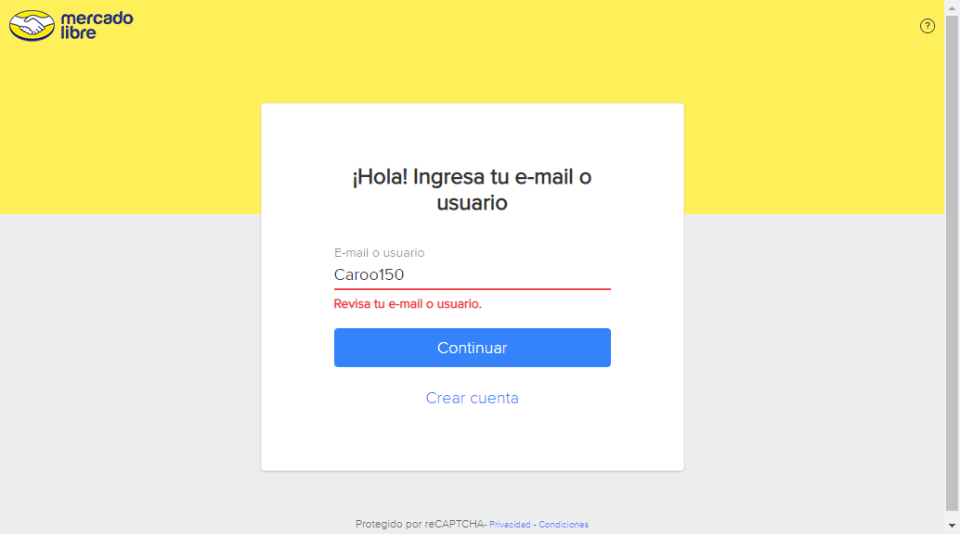 mercado
libre
?
¡Hola! Ingresa tu e-mail o
usuario
E-mail o usuario
Caroo150
Revisa tu e-mail o usuario.
Continuar
Crear cuenta
Protegido por reCAPTCHA- Privacidad - Condiciones